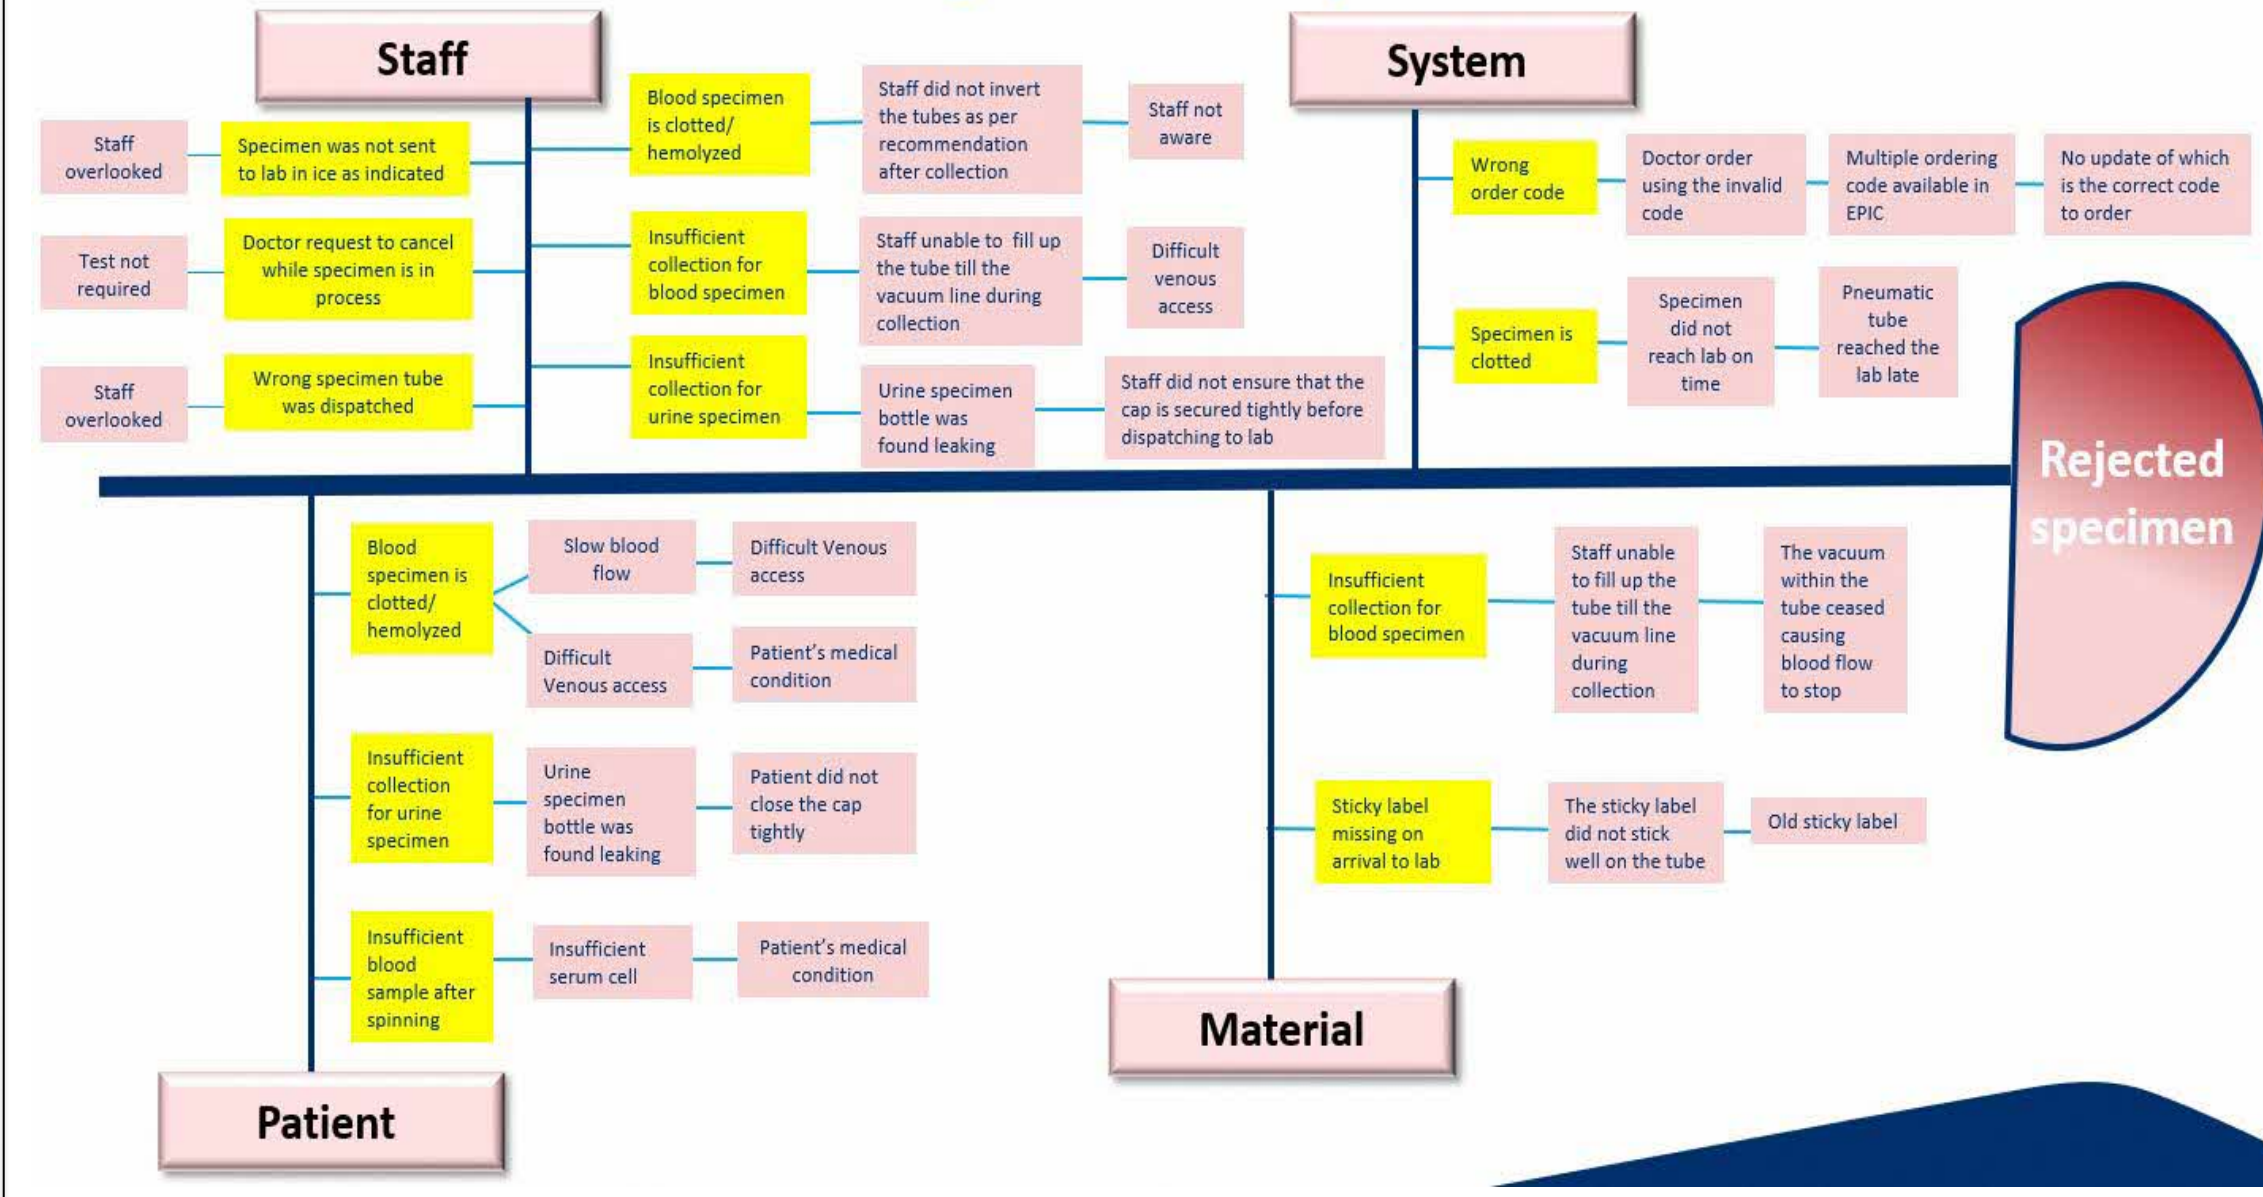 Staff
Staff
overlooked
Specimen was not sent
to lab in ice as indicated
Test not
required
Doctor request to cancel
while specimen is in
process
Staff
overlooked
Wrong specimen tube
was dispatched
Blood specimen
is clotted/
hemolyzed
Staff did not invert
the tubes as per
recommendation
after collection
Staff not
aware
Insufficient
collection for
blood specimen
Staff unable to fill up
the tube till the
vacuum line during
collection
Difficult
venous
access
Insufficient
collection for
urine specimen
Urine specimen
bottle was
found leaking
Staff did not ensure that the
cap is secured tightly before
dispatching to lab
System
Wrong
order code
Doctor order
using the invalid
code
Multiple ordering
code available in
EPIC
No update of which
is the correct code
to order
Specimen is
clotted
Specimen
did not
reach lab on
time
Pneumatic
tube
reached the
lab late
Rejected
specimen
Blood
specimen is
clotted/
hemolyzed
Slow blood
flow
Difficult Venous
access
Difficult
Venous access
Patient's medical
condition
Insufficient
collection
for urine
specimen
Urine
specimen
bottle was
found leaking
Patient did not
close the cap
tightly
Insufficient
blood
sample after
spinning
Insufficient
serum cell
Patient's medical
condition
Patient
Insufficient
collection for
blood specimen
Staff unable
to fill up the
tube till the
vacuum line
during
collection
The vacuum
within the
tube ceased
causing
blood flow
to stop
Sticky label
missing on
arrival to lab
The sticky label
did not stick
well on the tube
Old sticky label
Material